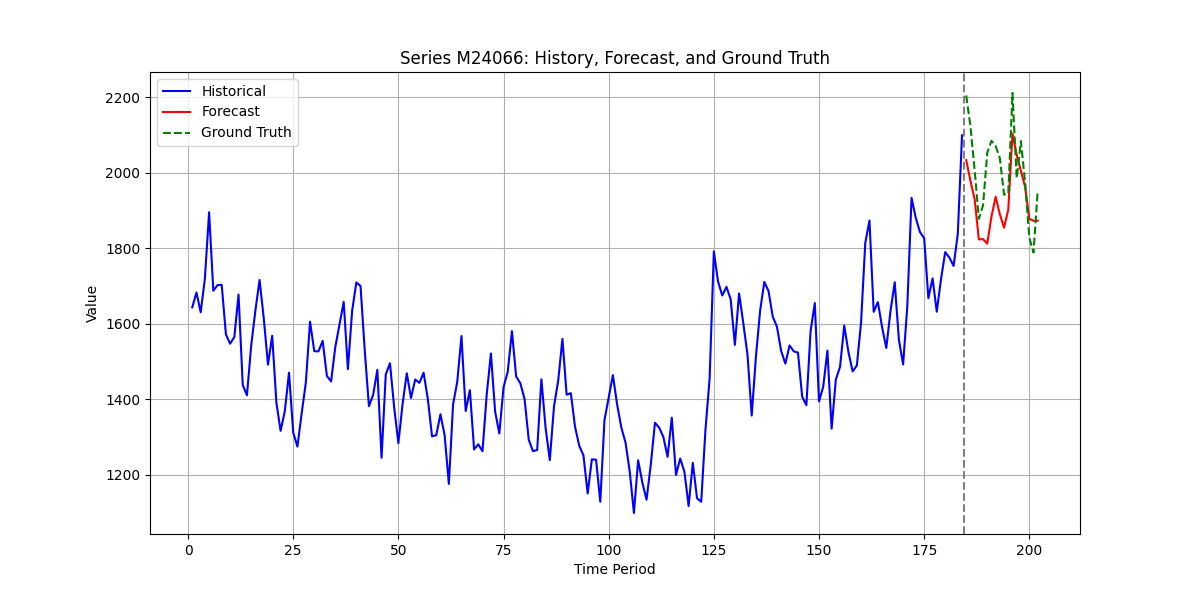 Series M24066: History, Forecast, and Ground Truth
Historical
Forecast
Ground Truth
2200
2000
1800
1600
1400
1200
Value
0 25 50 75 100 125 150 175 200
Time Period